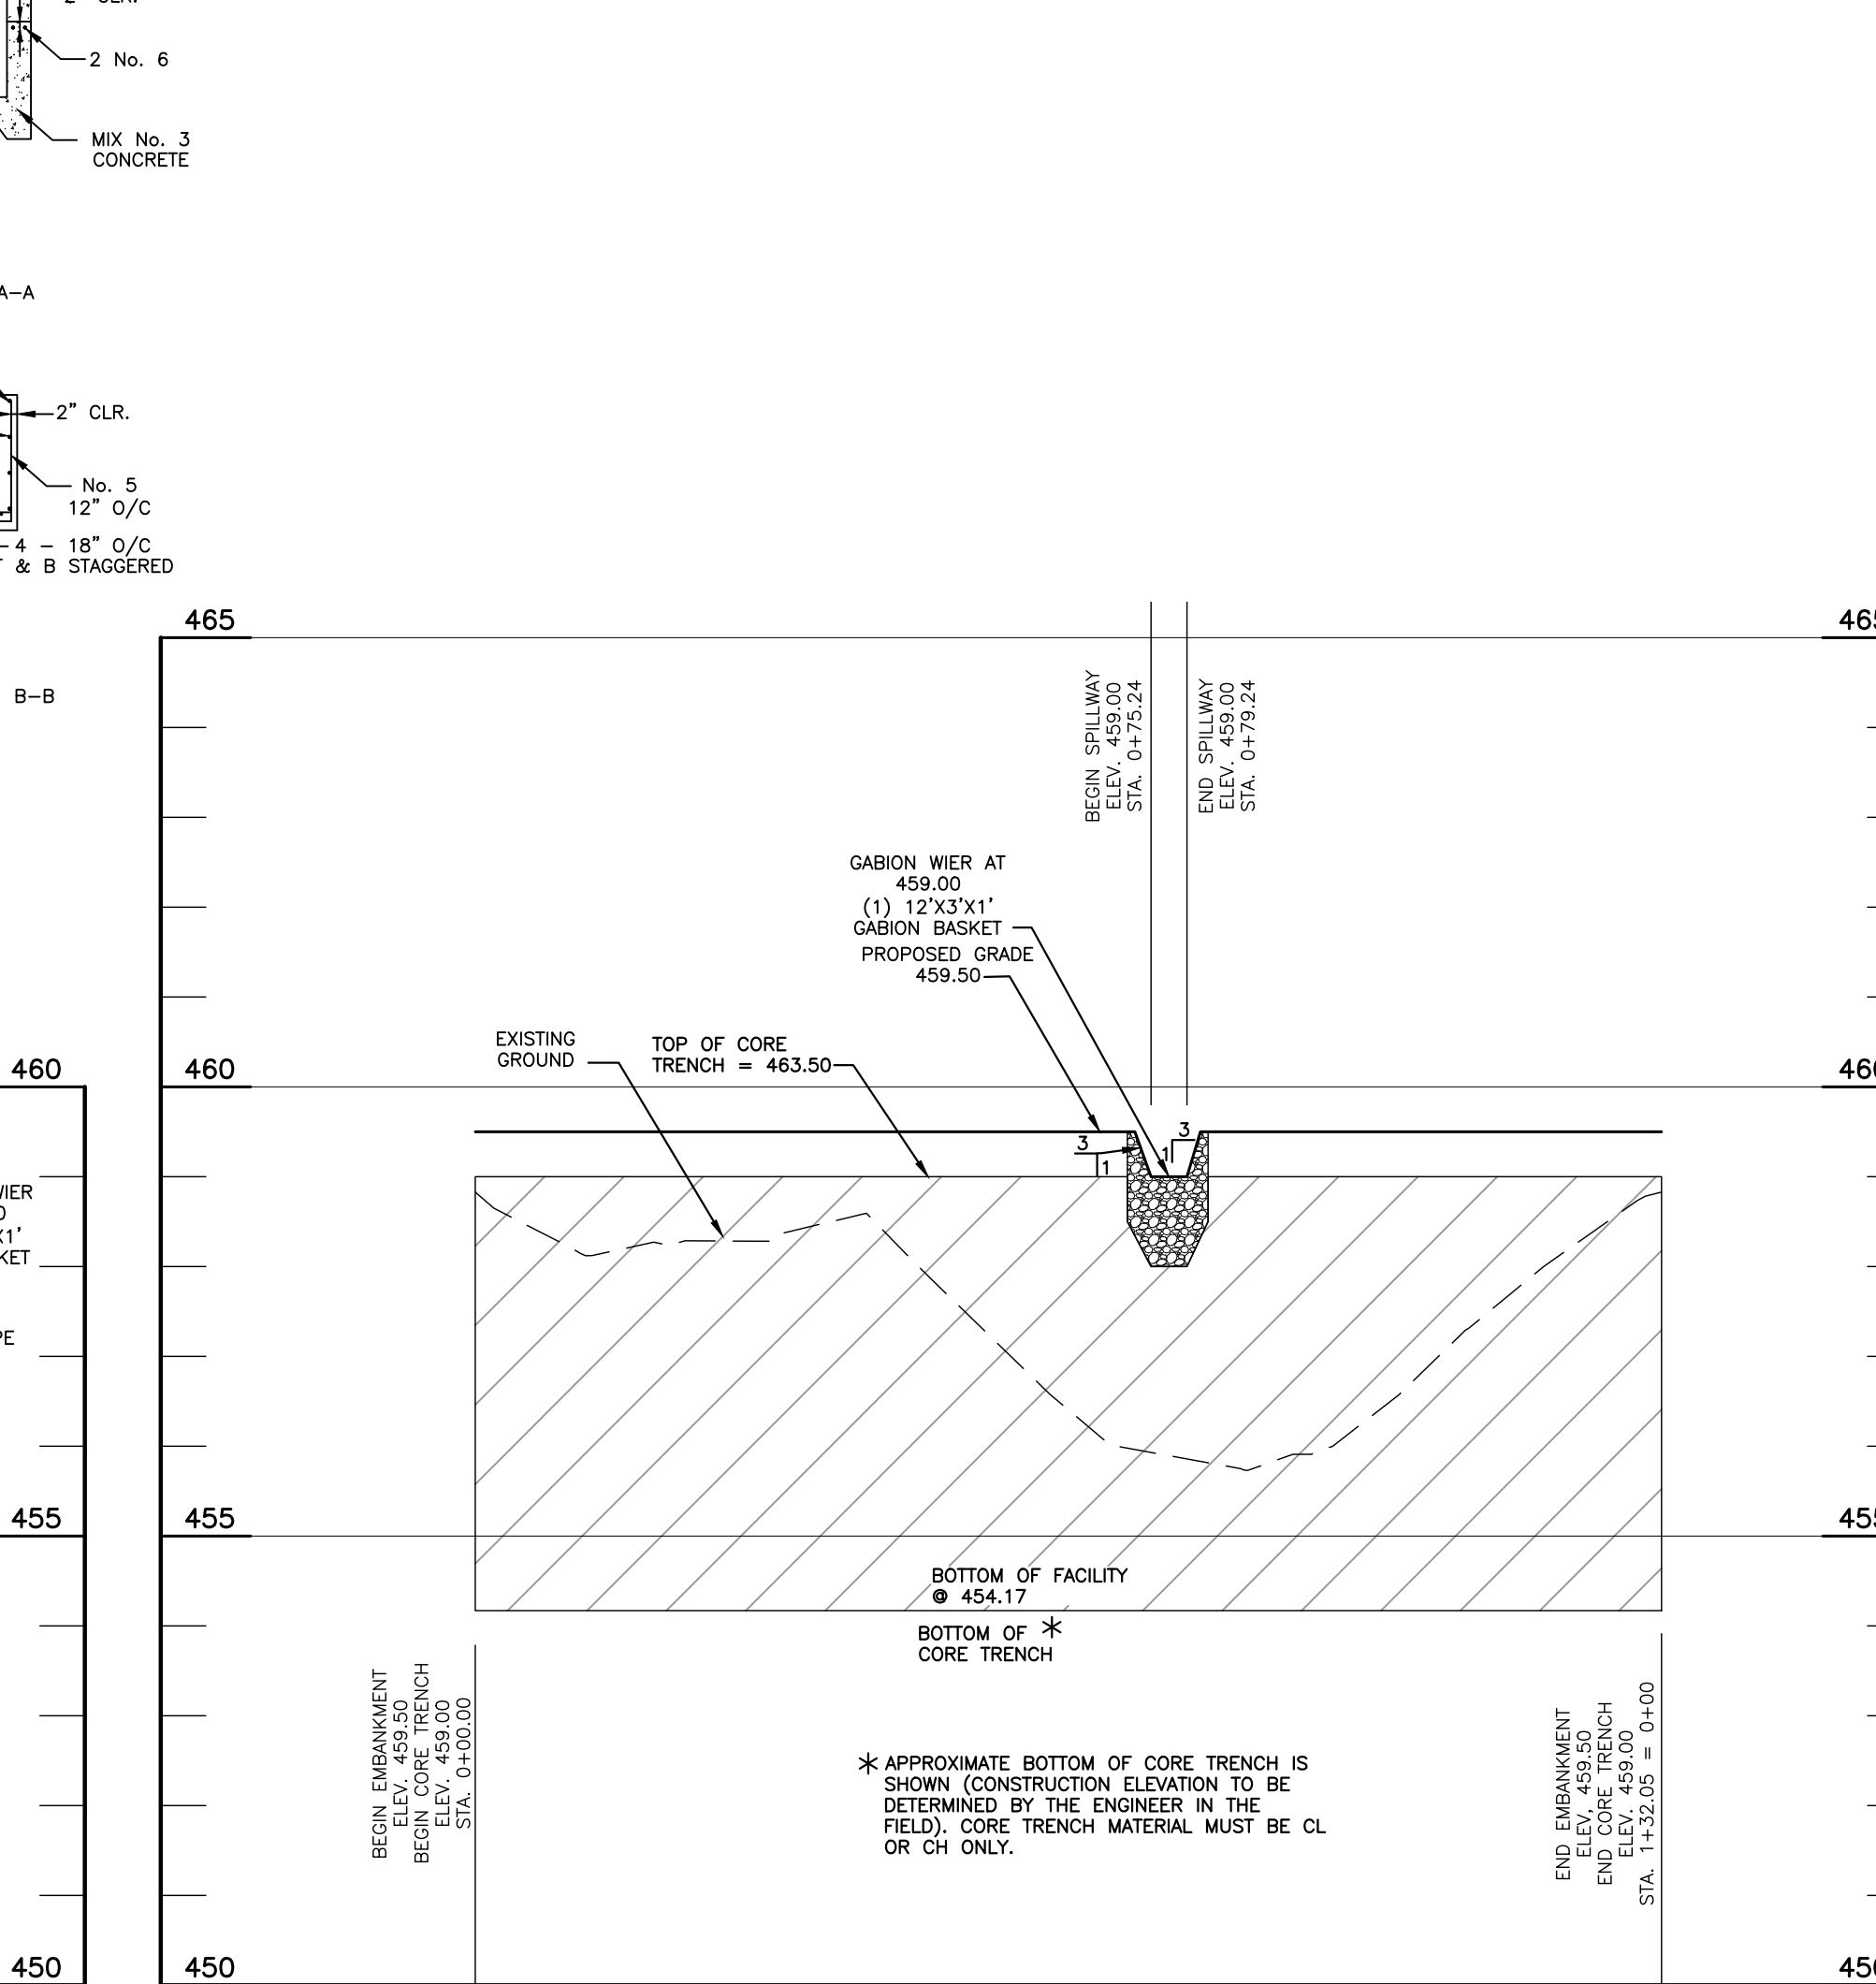 2 No. 6
MIX No. 3
CONCRETE
A-A
2" CLR.
No. 5
12" O/C
4 - 18" O/C
& B STAGGERED
B-B
465
465
BEGIN SPILLWAY
ELEV. 459.00
STA. 0+75.24
END SPILLWAY
ELEV. 459.00
STA. 0+79.24
GABION WIER AT
459.00
(1) 12'X3'X1'
GABION BASKET
PROPOSED GRADE
459.50
EXISTING
GROUND
TOP OF CORE
TRENCH = 463.50
460
460
460
3
1
3
1
WIER
X1'
455
455
455
BOTTOM OF FACILITY
@ 454.17
BOTTOM OF *
CORE TRENCH
BEGIN EMBANKMENT
ELEV. 459.50
BEGIN CORE TRENCH
ELEV. 459.00
STA. 0+00.00
* APPROXIMATE BOTTOM OF CORE TRENCH IS
SHOWN (CONSTRUCTION ELEVATION TO BE
DETERMINED BY THE ENGINEER IN THE
FIELD). CORE TRENCH MATERIAL MUST BE CL
OR CH ONLY.
END EMBANKMENT
ELEV, 459.50
END CORE TRENCH
ELEV. 459.00
STA. 1+32.05 = 0+00
450
450
450